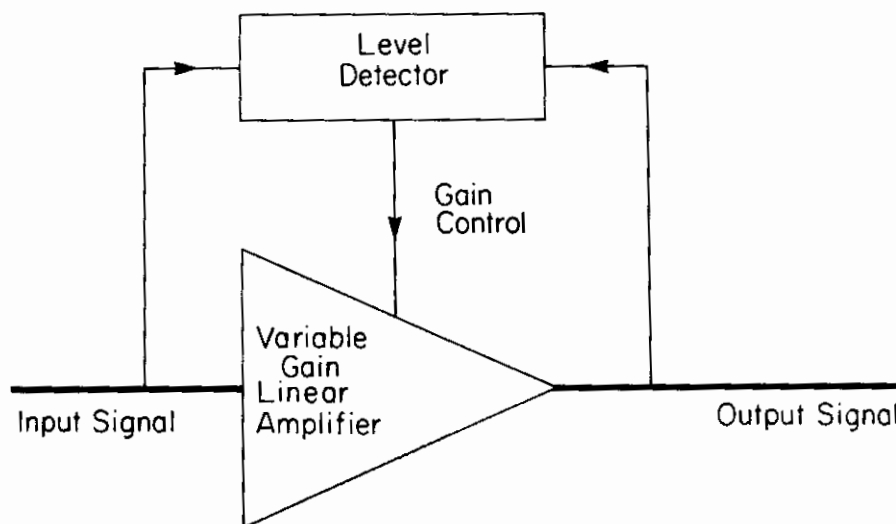 Level
Detector
Gain
Control
Variable
Gain
Linear
Amplifier
Input Signal
Output Signal